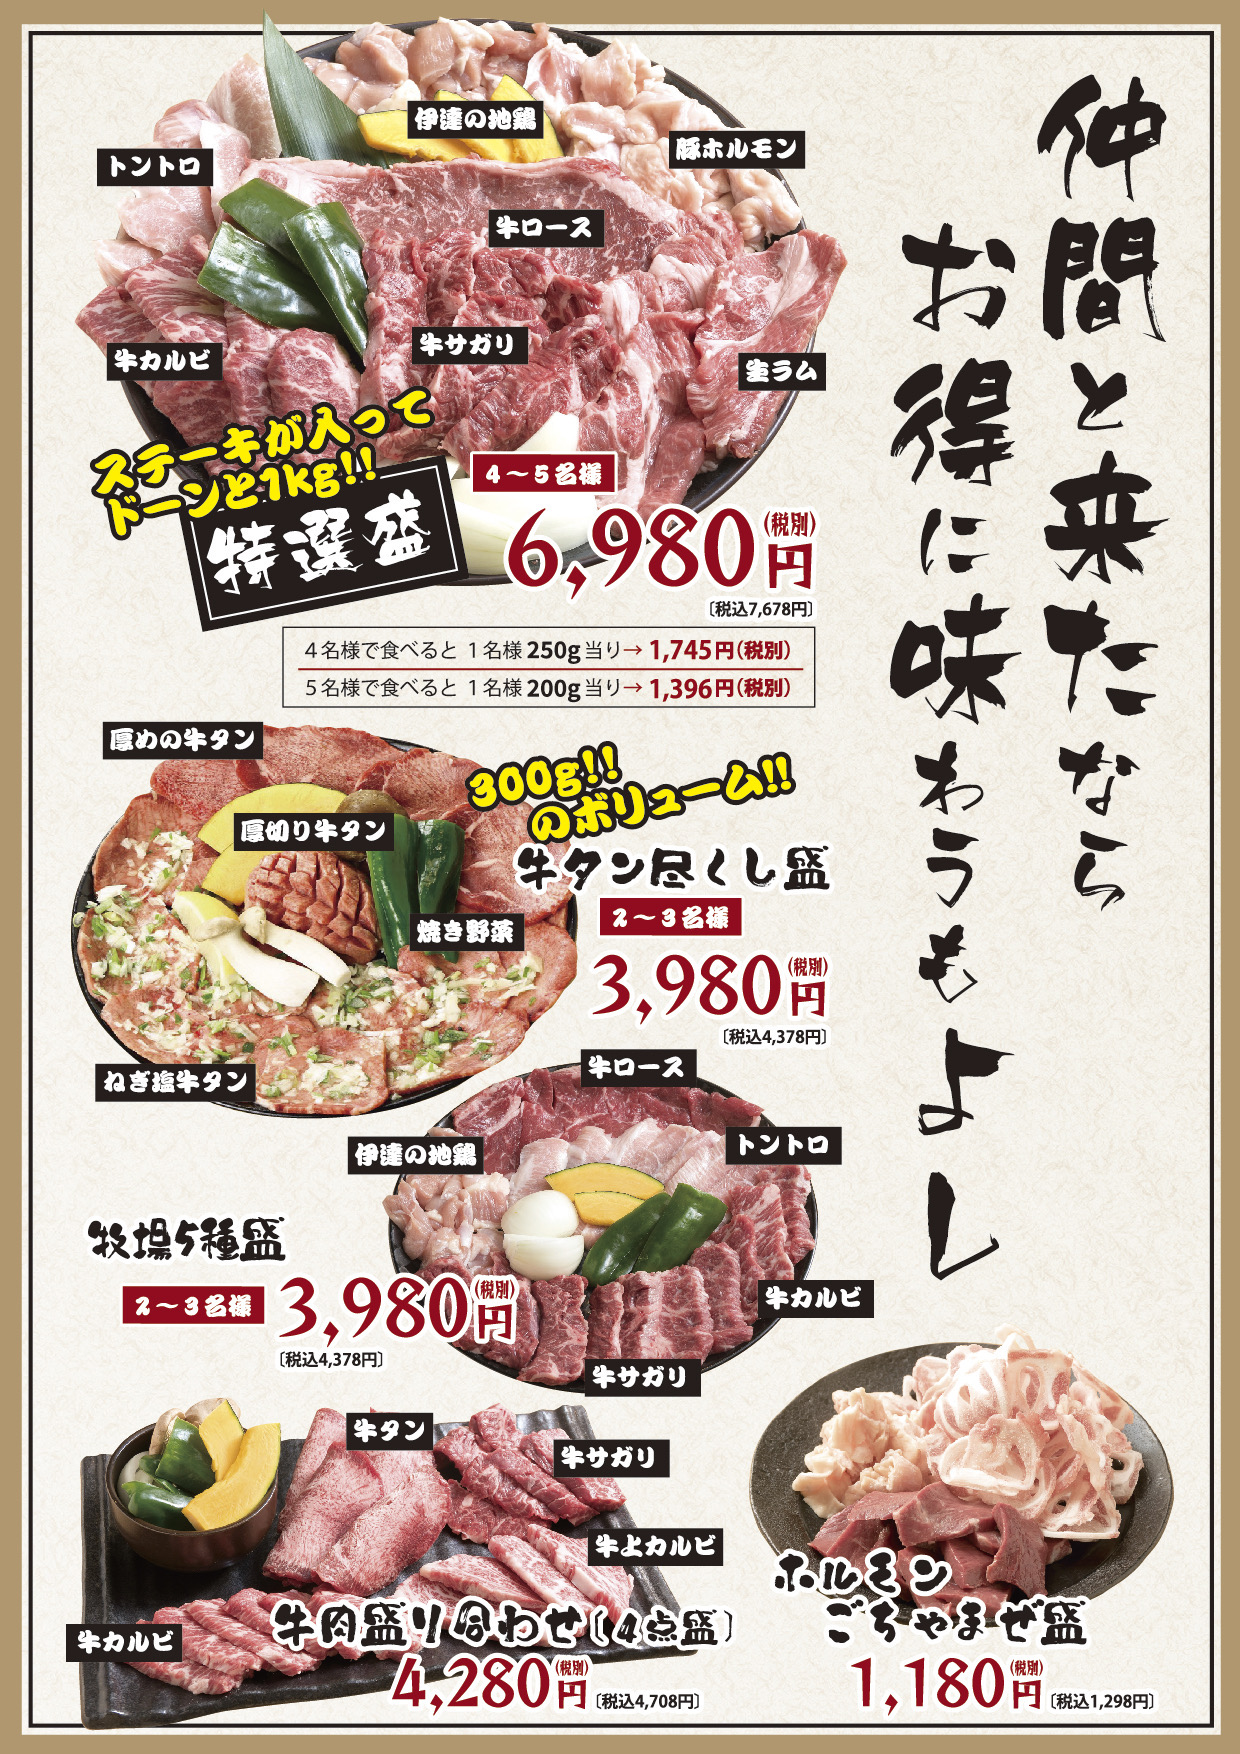 仲間と来たなら
お得に味わうもよし
伊達の地鶏
豚ホルモン
トントロ
牛ロース
牛サガリ
牛カルビ
生ラム
ステーキが入って
ドーンと1kg!!
特選盛
4～5名様
6,980円(税別)
〔税込7,678円〕
4名様で食べると 1名様250g当り→1,745円(税別)
5名様で食べると 1名様200g当り→1,396円(税別)
厚めの牛タン
厚切り牛タン
焼き野菜
ねぎ塩牛タン
300g!!
のボリューム!!
牛タン尽くし盛
2～3名様
3,980円(税別)
〔税込4,378円〕
牛ロース
伊達の地鶏
トントロ
牛カルビ
牛サガリ
牧場5種盛
2～3名様
3,980円(税別)
〔税込4,378円〕
牛タン
牛サガリ
牛上カルビ
牛カルビ
牛肉盛り合わせ〔4点盛〕
4,280円(税別)
〔税込4,708円〕
ホルモン
ごちゃまぜ盛
1,180円(税別)
〔税込1,298円〕